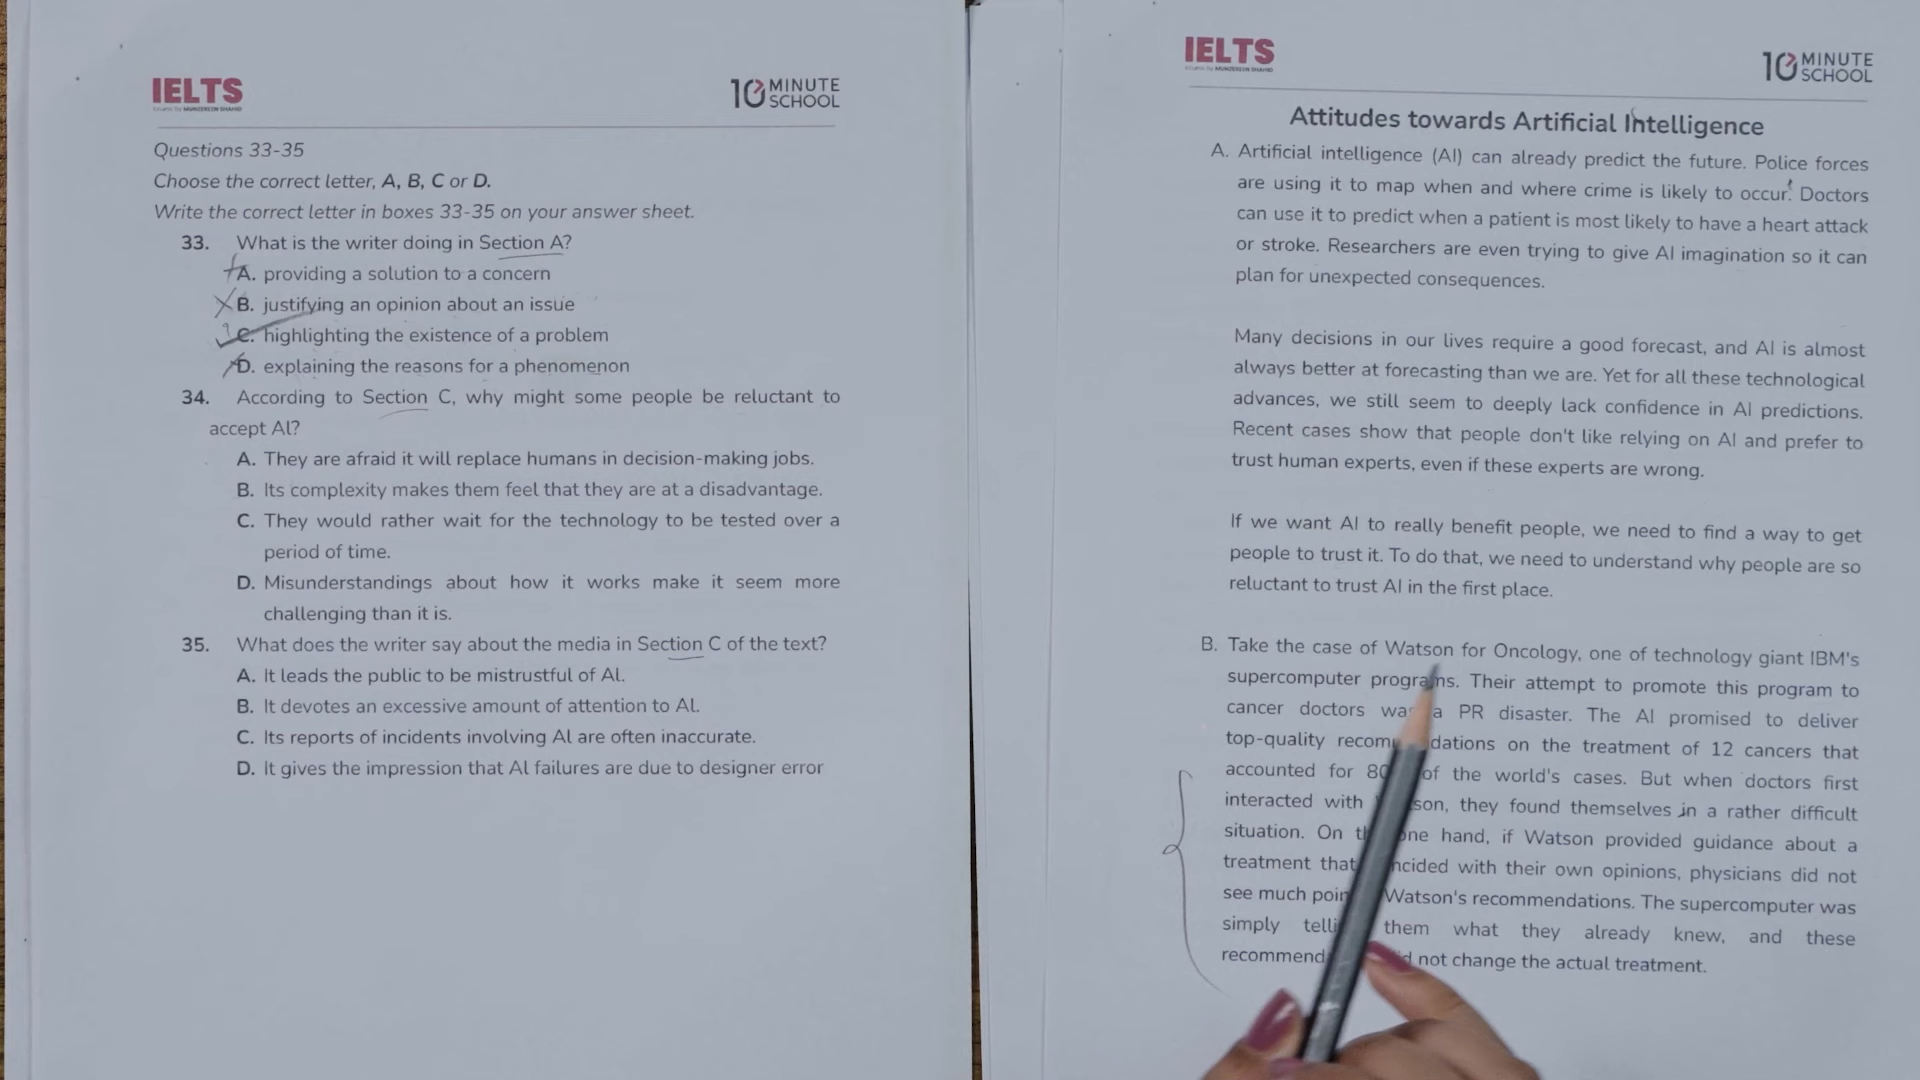 IELTS
10 MINUTE SCHOOL
Questions 33-35
Choose the correct letter, A, B, C or D.
Write the correct letter in boxes 33-35 on your answer sheet.
33. What is the writer doing in Section A?
A. providing a solution to a concern
B. justifying an opinion about an issue
C. highlighting the existence of a problem
D. explaining the reasons for a phenomenon
34. According to Section C, why might some people be reluctant to
accept AI?
A. They are afraid it will replace humans in decision-making jobs.
B. Its complexity makes them feel that they are at a disadvantage.
C. They would rather wait for the technology to be tested over a
period of time.
D. Misunderstandings about how it works make it seem more
challenging than it is.
35. What does the writer say about the media in Section C of the text?
A. It leads the public to be mistrustful of AI.
B. It devotes an excessive amount of attention to AI.
C. Its reports of incidents involving AI are often inaccurate.
D. It gives the impression that AI failures are due to designer error
IELTS
10 MINUTE SCHOOL
Attitudes towards Artificial Intelligence
A. Artificial intelligence (AI) can already predict the future. Police forces
are using it to map when and where crime is likely to occur. Doctors
can use it to predict when a patient is most likely to have a heart attack
or stroke. Researchers are even trying to give AI imagination so it can
plan for unexpected consequences.
Many decisions in our lives require a good forecast, and AI is almost
always better at forecasting than we are. Yet for all these technological
advances, we still seem to deeply lack confidence in AI predictions.
Recent cases show that people don't like relying on AI and prefer to
trust human experts, even if these experts are wrong.
If we want AI to really benefit people, we need to find a way to get
people to trust it. To do that, we need to understand why people are so
reluctant to trust AI in the first place.
B. Take the case of Watson for Oncology, one of technology giant IBM's
supercomputer programs. Their attempt to promote this program to
cancer doctors was a PR disaster. The AI promised to deliver
top-quality on the treatment of 12 cancers that
accounted for of the world's cases. But when doctors first
interacted with they found themselves in a rather difficult
situation. On hand, if Watson provided guidance about a
treatment that with their own opinions, physicians did not
see much Watson's recommendations. The supercomputer was
simply them what they already knew, and these
not change the actual treatment.